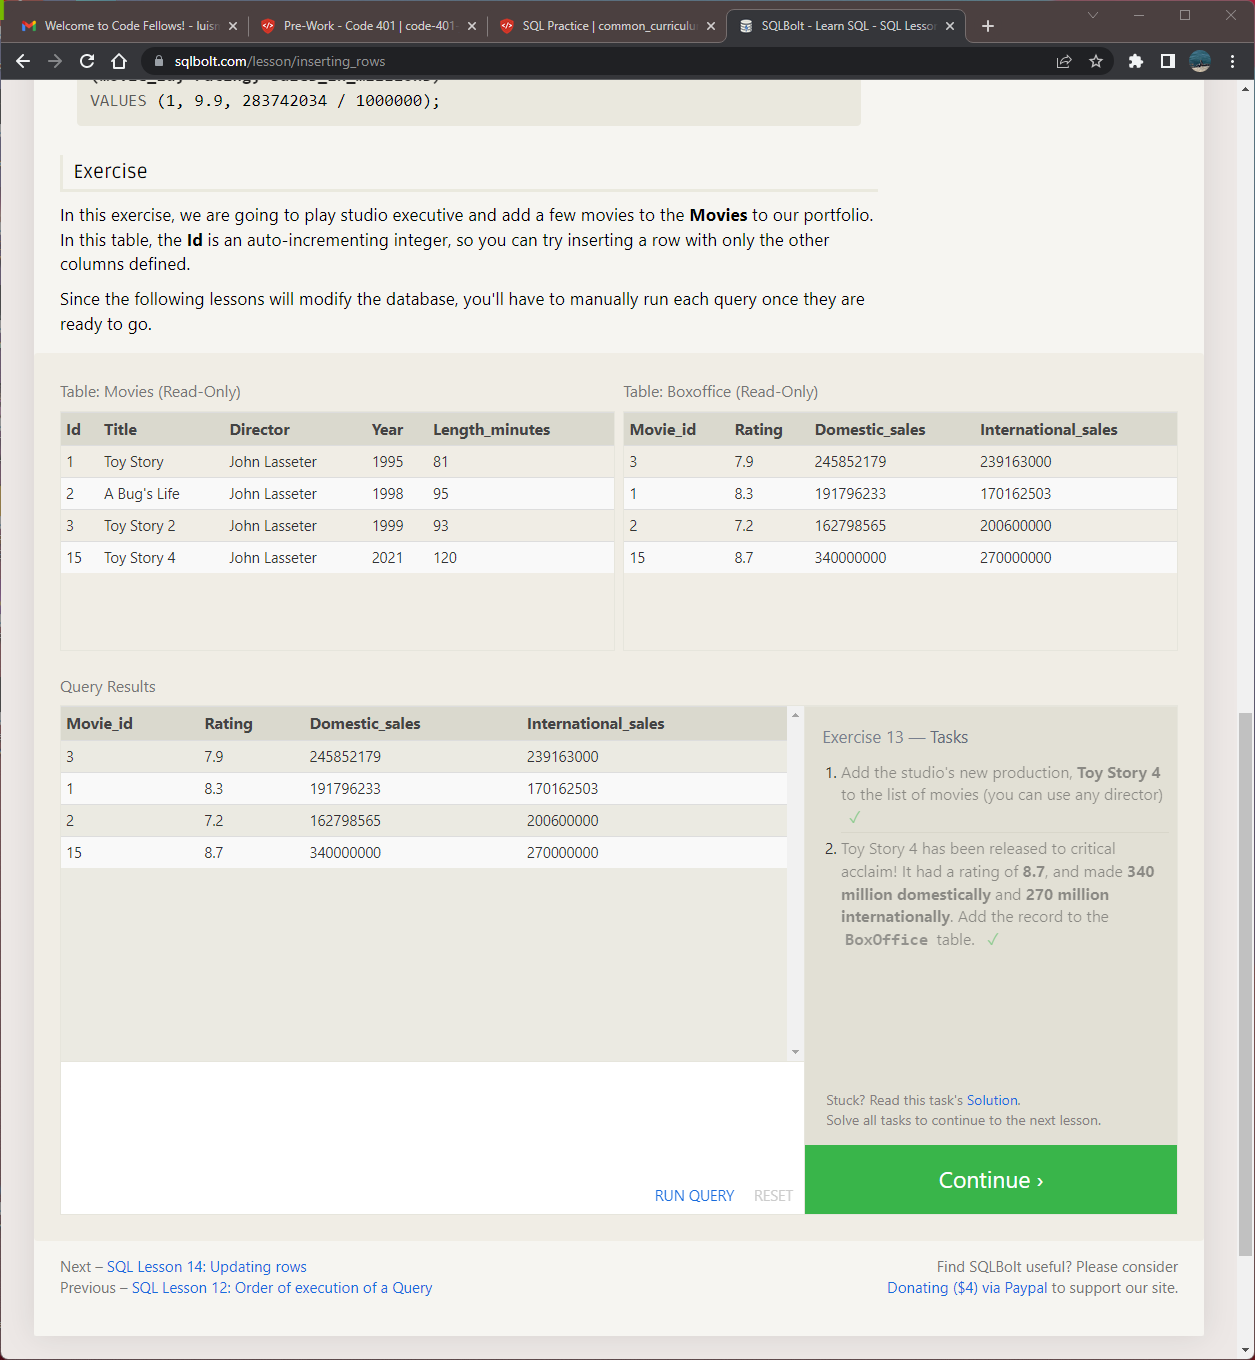 Welcome to Code Fellows! - luisn
Pre-Work - Code 401 | code-401-
SQL Practice | common_curriculu
SQLBolt - Learn SQL - SQL Lesson
sqlbolt.com/lesson/inserting_rows
VALUES (1, 9.9, 283742034 / 1000000);
Exercise
In this exercise, we are going to play studio executive and add a few movies to the Movies to our portfolio.
In this table, the Id is an auto-incrementing integer, so you can try inserting a row with only the other
columns defined.
Since the following lessons will modify the database, you'll have to manually run each query once they are
ready to go.
Table: Movies (Read-Only)
Id Title Director Year Length_minutes
1 Toy Story John Lasseter 1995 81
2 A Bug's Life John Lasseter 1998 95
3 Toy Story 2 John Lasseter 1999 93
15 Toy Story 4 John Lasseter 2021 120
Table: Boxoffice (Read-Only)
Movie_id Rating Domestic_sales International_sales
3 7.9 245852179 239163000
1 8.3 191796233 170162503
2 7.2 162798565 200600000
15 8.7 340000000 270000000
Query Results
Movie_id Rating Domestic_sales International_sales
3 7.9 245852179 239163000
1 8.3 191796233 170162503
2 7.2 162798565 200600000
15 8.7 340000000 270000000
RUN QUERY RESET
Exercise 13 — Tasks
1. Add the studio's new production, Toy Story 4
to the list of movies (you can use any director)
✓
2. Toy Story 4 has been released to critical
acclaim! It had a rating of 8.7, and made 340
million domestically and 270 million
internationally. Add the record to the
BoxOffice table. ✓
Stuck? Read this task's Solution.
Solve all tasks to continue to the next lesson.
Continue ›
Next – SQL Lesson 14: Updating rows
Previous – SQL Lesson 12: Order of execution of a Query
Find SQLBolt useful? Please consider
Donating ($4) via Paypal to support our site.